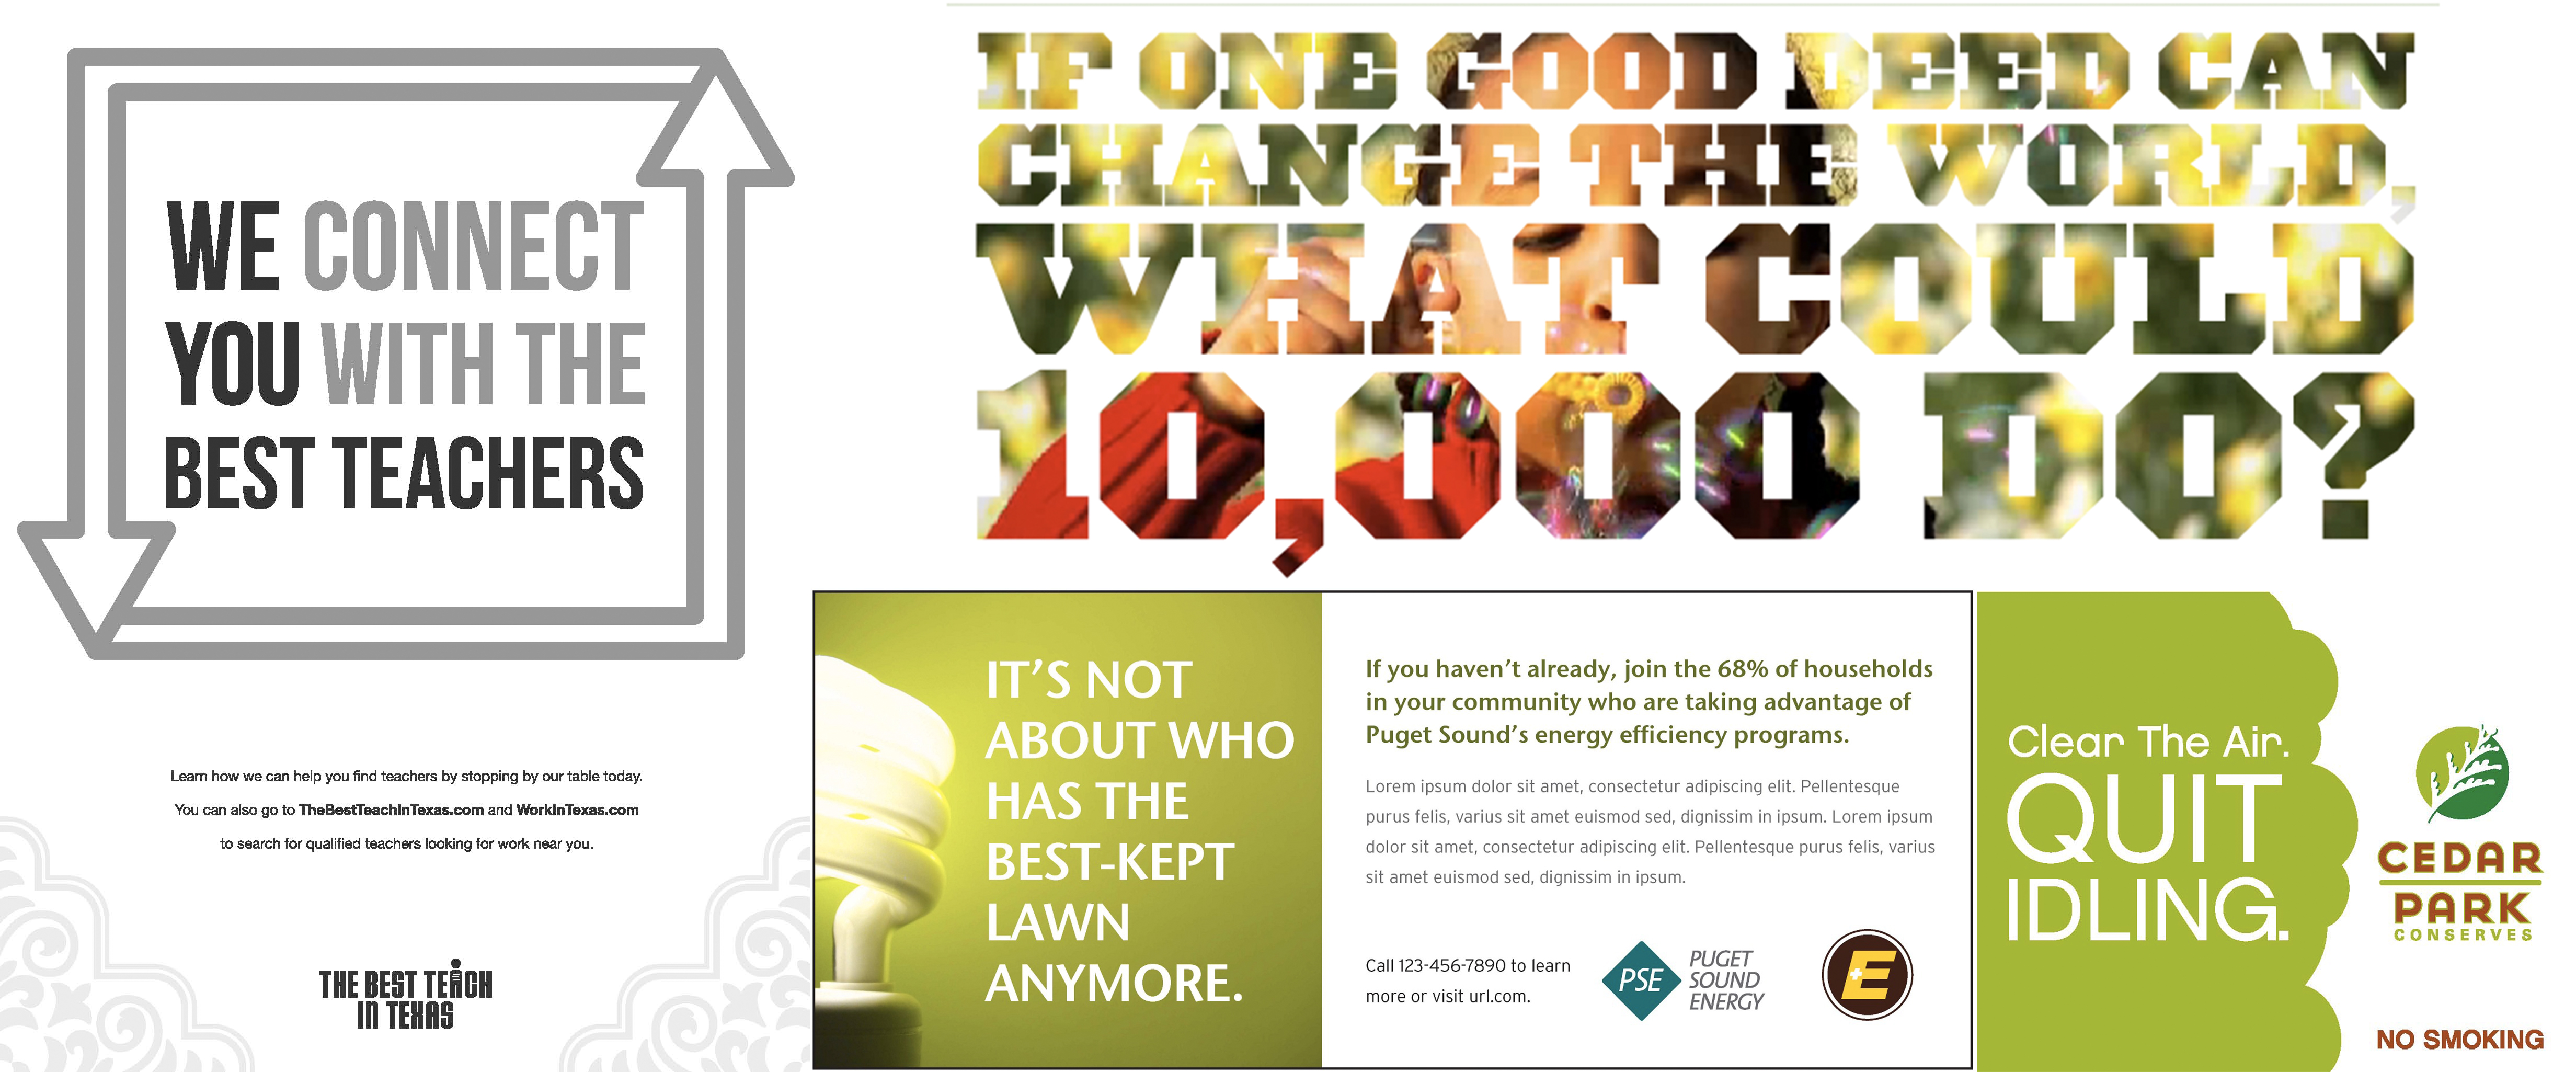 WE CONNECT
YOU WITH THE
BEST TEACHERS
Learn how we can help you find teachers by stopping by our table today.
You can also go to TheBestTeachInTexas.com and WorkInTexas.com
to search for qualified teachers looking for work near you.
THE BEST TEACH
IN TEXAS
IF ONE GOOD DEED CAN
CHANGE THE WORLD,
WHAT COULD
10,000 DO?
IT’S NOT
ABOUT WHO
HAS THE
BEST-KEPT
LAWN
ANYMORE.
If you haven’t already, join the 68% of households
in your community who are taking advantage of
Puget Sound’s energy efficiency programs.
Lorem ipsum dolor sit amet, consectetur adipiscing elit. Pellentesque
purus felis, varius sit amet euismod sed, dignissim in ipsum. Lorem ipsum
dolor sit amet, consectetur adipiscing elit. Pellentesque purus felis, varius
sit amet euismod sed, dignissim in ipsum.
Call 123-456-7890 to learn
more or visit url.com.
PSE
PUGET
SOUND
ENERGY
E
Clear The Air.
QUIT
IDLING.
CEDAR
PARK
CONSERVES
NO SMOKING